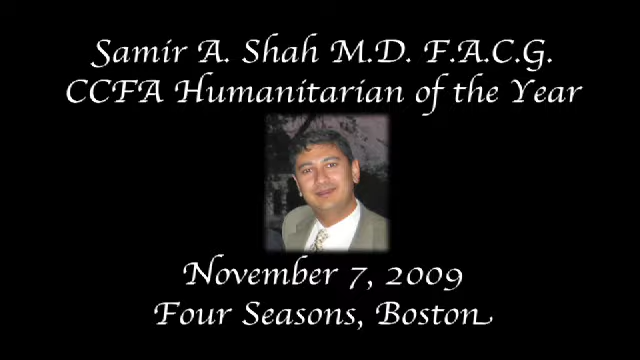 Samir A. Shah M.D. F.A.C.G.
CCFA Humanitarian of the Year
November 7, 2009
Four Seasons, Boston